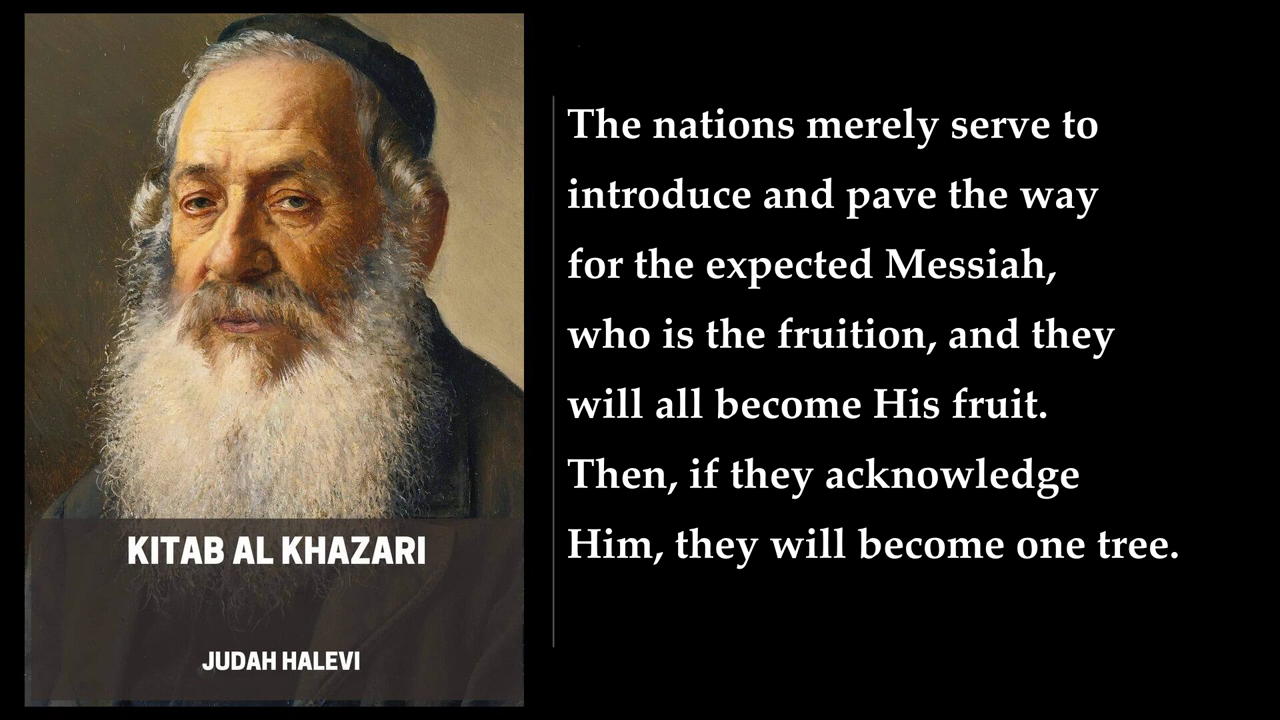 KITAB AL KHAZARI
JUDAH HALEVI
The nations merely serve to
introduce and pave the way
for the expected Messiah,
who is the fruition, and they
will all become His fruit.
Then, if they acknowledge
Him, they will become one tree.